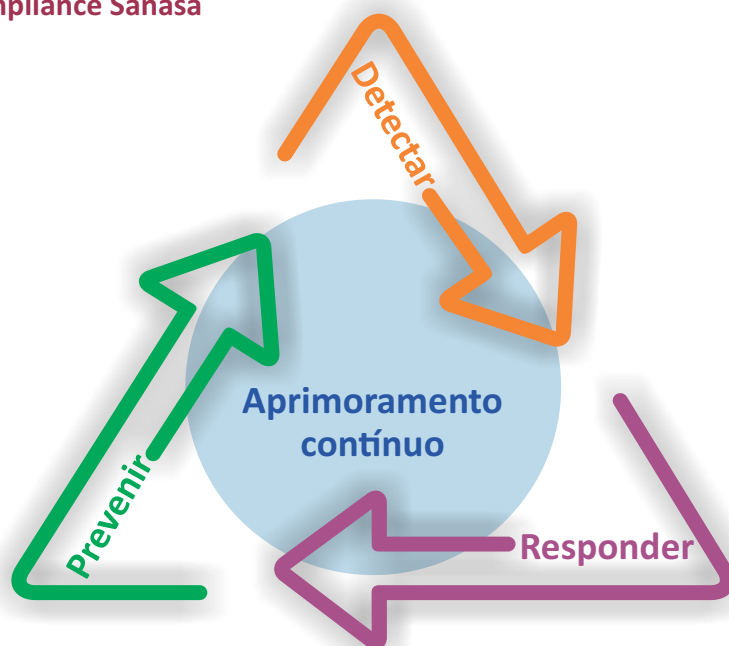 mpliance Sanasa
Detectar
Aprimoramento
contínuo
Prevenir
Responder